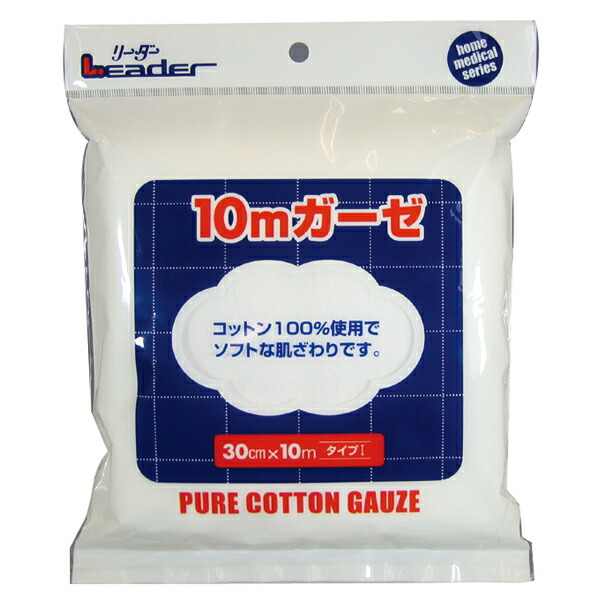 リーダー
Leader
home
medical
series
10mガーゼ
コットン100%使用で
ソフトな肌ざわりです。
30cm×10m タイプI
PURE COTTON GAUZE